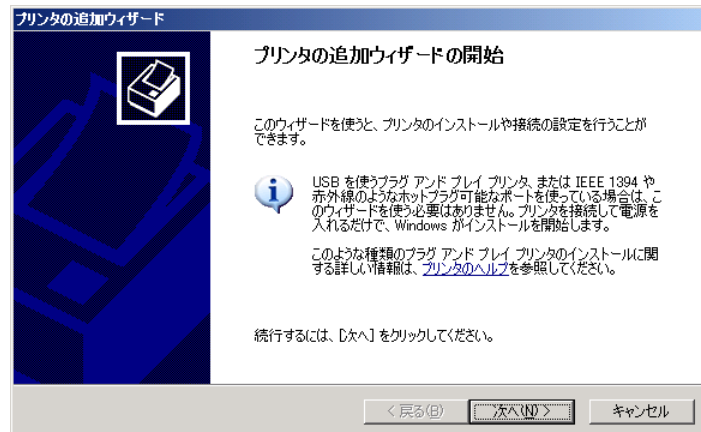 プリンタの追加ウィザード
プリンタの追加ウィザードの開始
このウィザードを使うと、プリンタのインストールや接続の設定を行うことが
できます。
USB を使うプラグ アンド プレイ プリンタ、または IEEE 1394 や
赤外線のようなホットプラグ可能なポートを使っている場合は、こ
のウィザードを使う必要はありません。プリンタを接続して電源を
入れるだけで、Windows がインストールを開始します。
このような種類のプラグ アンド プレイ プリンタのインストールに関
する詳しい情報は、プリンタのヘルプを参照してください。
続行するには、[次へ] をクリックしてください。
< 戻る(B)
次へ(N) >
キャンセル